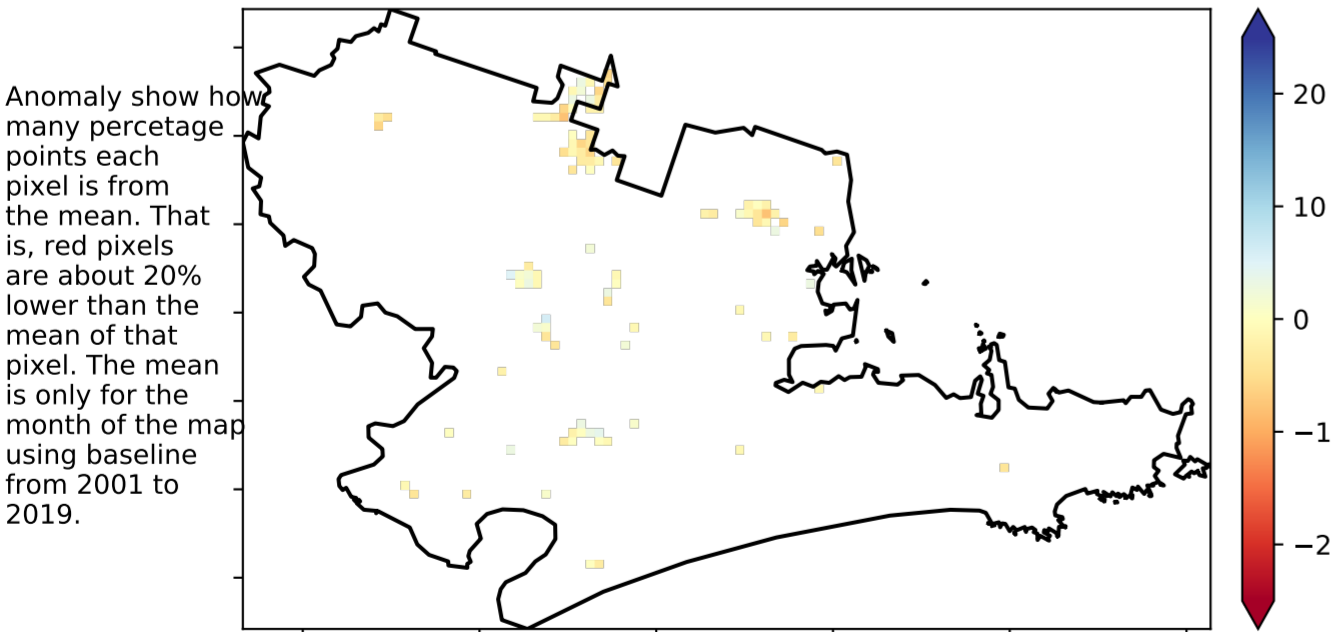 Anomaly show how
many percetage
points each
pixel is from
the mean. That
is, red pixels
are about 20%
lower than the
mean of that
pixel. The mean
is only for the
month of the map
using baseline
from 2001 to
2019.
20
10
0
−1
−2